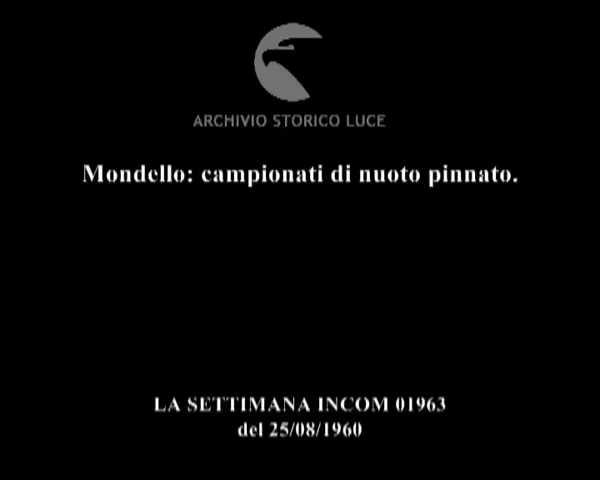 ARCHIVIO STORICO LUCE
Mondello: campionati di nuoto pinnato.
LA SETTIMANA INCOM 01963
del 25/08/1960